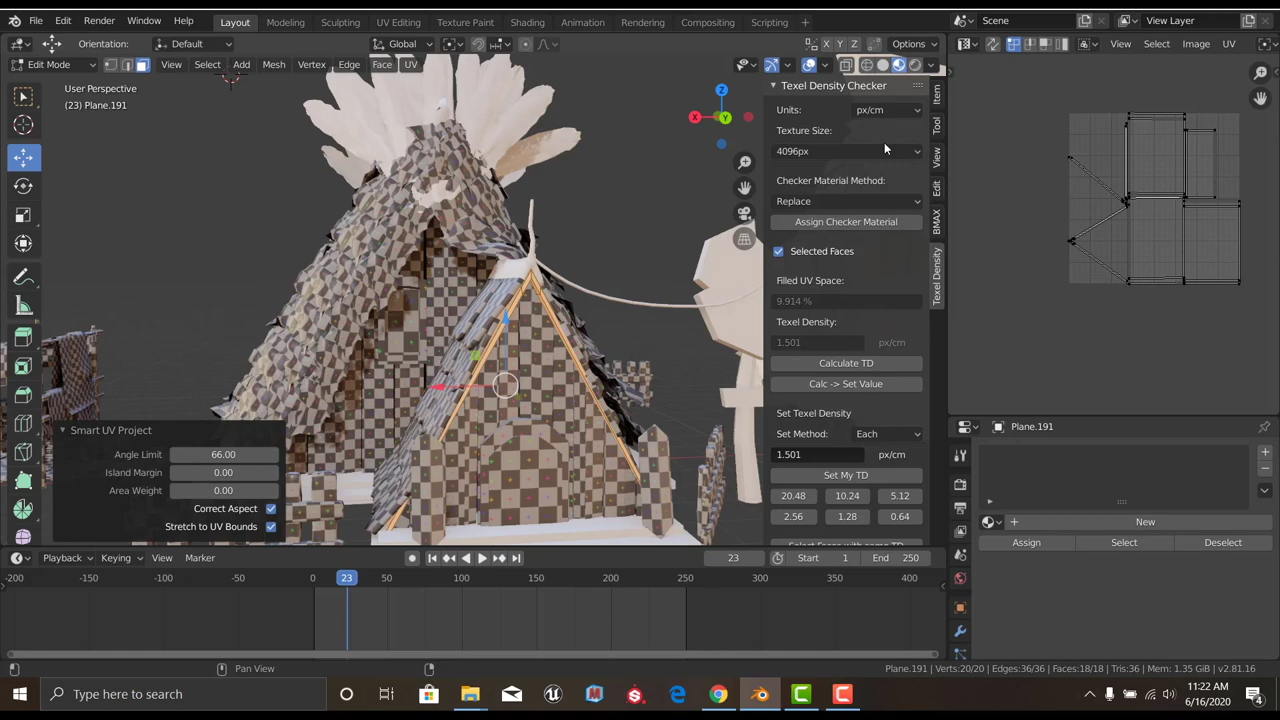 File Edit Render Window Help Layout Modeling Sculpting UV Editing Texture Paint Shading Animation Rendering Compositing Scripting + Scene View Layer
Orientation: Default Global X Y Z Options View Select Image UV
Edit Mode View Select Add Mesh Vertex Edge Face UV
User Perspective
(23) Plane.191
Z
X Y
Texel Density Checker
Units: px/cm
Texture Size:
4096px
Checker Material Method:
Replace
Assign Checker Material
Selected Faces
Filled UV Space:
9.914 %
Texel Density:
1.501 px/cm
Calculate TD
Calc -> Set Value
Set Texel Density
Set Method: Each
1.501 px/cm
Set My TD
20.48 10.24 5.12
2.56 1.28 0.64
Item
Tool
View
Edit
BMAX
Texel Density
Smart UV Project
Angle Limit 66.00
Island Margin 0.00
Area Weight 0.00
Correct Aspect
Stretch to UV Bounds
Plane.191
New
Assign Select Deselect
Playback Keying View Marker 23 Start 1 End 250
-200 -150 -100 -50 0 23 50 100 150 200 250 300 350 400
Pan View Plane.191 | Verts:20/20 | Edges:36/36 | Faces:18/18 | Tris:36 | Mem: 1.35 GiB | v2.81.16
Type here to search
11:22 AM
6/16/2020
4